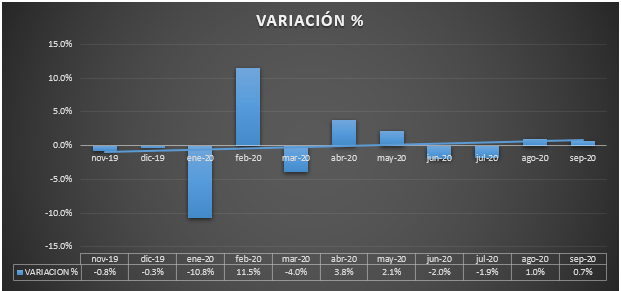 VARIACIÓN %
15.0%
10.0%
5.0%
0.0%
-5.0%
-10.0%
-15.0%
nov-19 dic-19 ene-20 feb-20 mar-20 abr-20 may-20 jun-20 jul-20 ago-20 sep-20
nov-19 dic-19 ene-20 feb-20 mar-20 abr-20 may-20 jun-20 jul-20 ago-20 sep-20
VARIACION % -0.8% -0.3% -10.8% 11.5% -4.0% 3.8% 2.1% -2.0% -1.9% 1.0% 0.7%